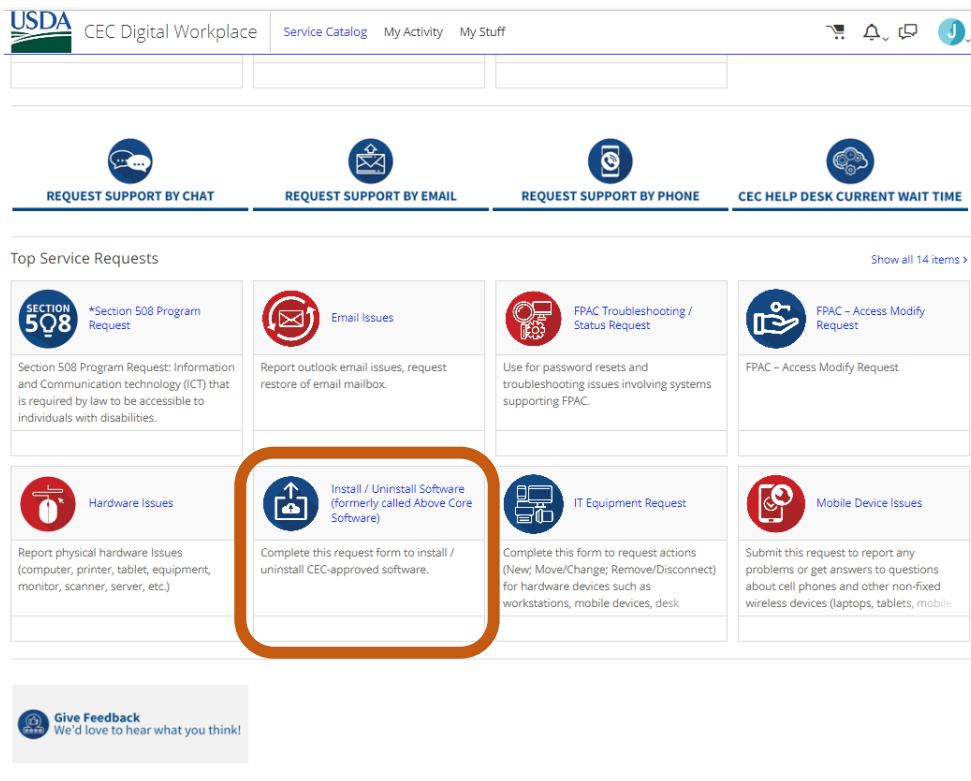 USDA
CEC Digital Workplace
Service Catalog My Activity My Stuff
J
REQUEST SUPPORT BY CHAT
REQUEST SUPPORT BY EMAIL
REQUEST SUPPORT BY PHONE
CEC HELP DESK CURRENT WAIT TIME
Top Service Requests
Show all 14 items >
SECTION
508
*Section 508 Program
Request
Section 508 Program Request: Information
and Communication technology (ICT) that
is required by law to be accessible to
individuals with disabilities.
Email Issues
Report outlook email issues, request
restore of email mailbox.
FPAC Troubleshooting /
Status Request
Use for password resets and
troubleshooting issues involving systems
supporting FPAC.
FPAC – Access Modify
Request
FPAC – Access Modify Request
Hardware Issues
Report physical hardware Issues
(computer, printer, tablet, equipment,
monitor, scanner, server, etc.)
Install / Uninstall Software
(formerly called Above Core
Software)
Complete this request form to install /
uninstall CEC-approved software.
IT Equipment Request
Complete this form to request actions
(New; Move/Change; Remove/Disconnect)
for hardware devices such as
workstations, mobile devices, desk
Mobile Device Issues
Submit this request to report any
problems or get answers to questions
about cell phones and other non-fixed
wireless devices (laptops, tablets, mobile
Give Feedback
We'd love to hear what you think!